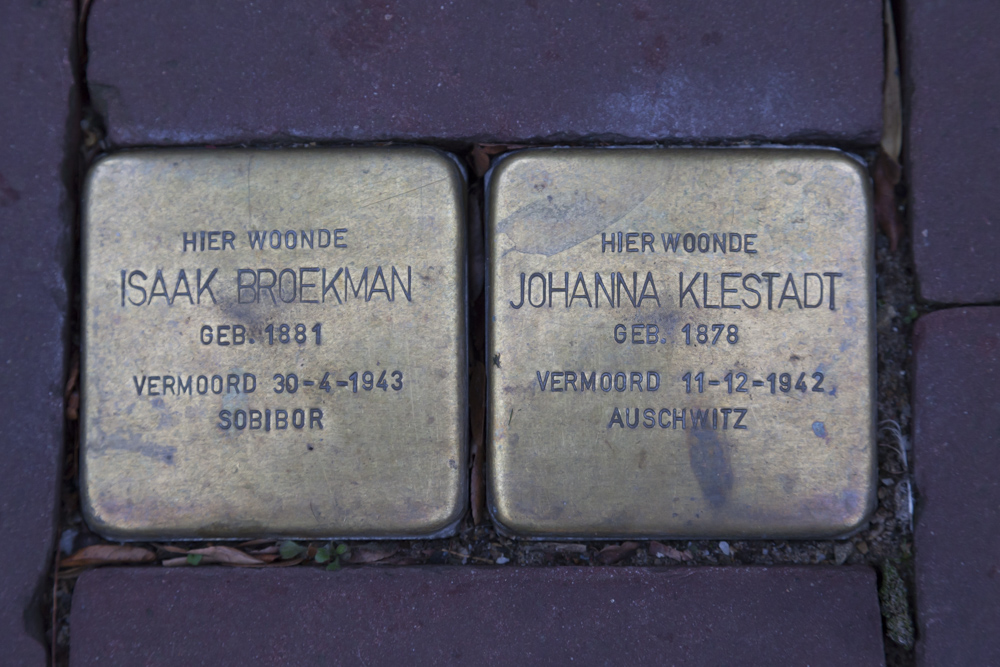 HIER WOONDE
ISAAK BROEKMAN
GEB. 1881
VERMOORD 30-4-1943
SOBIBOR
HIER WOONDE
JOHANNA KLESTADT
GEB. 1878
VERMOORD 11-12-1942
AUSCHWITZ